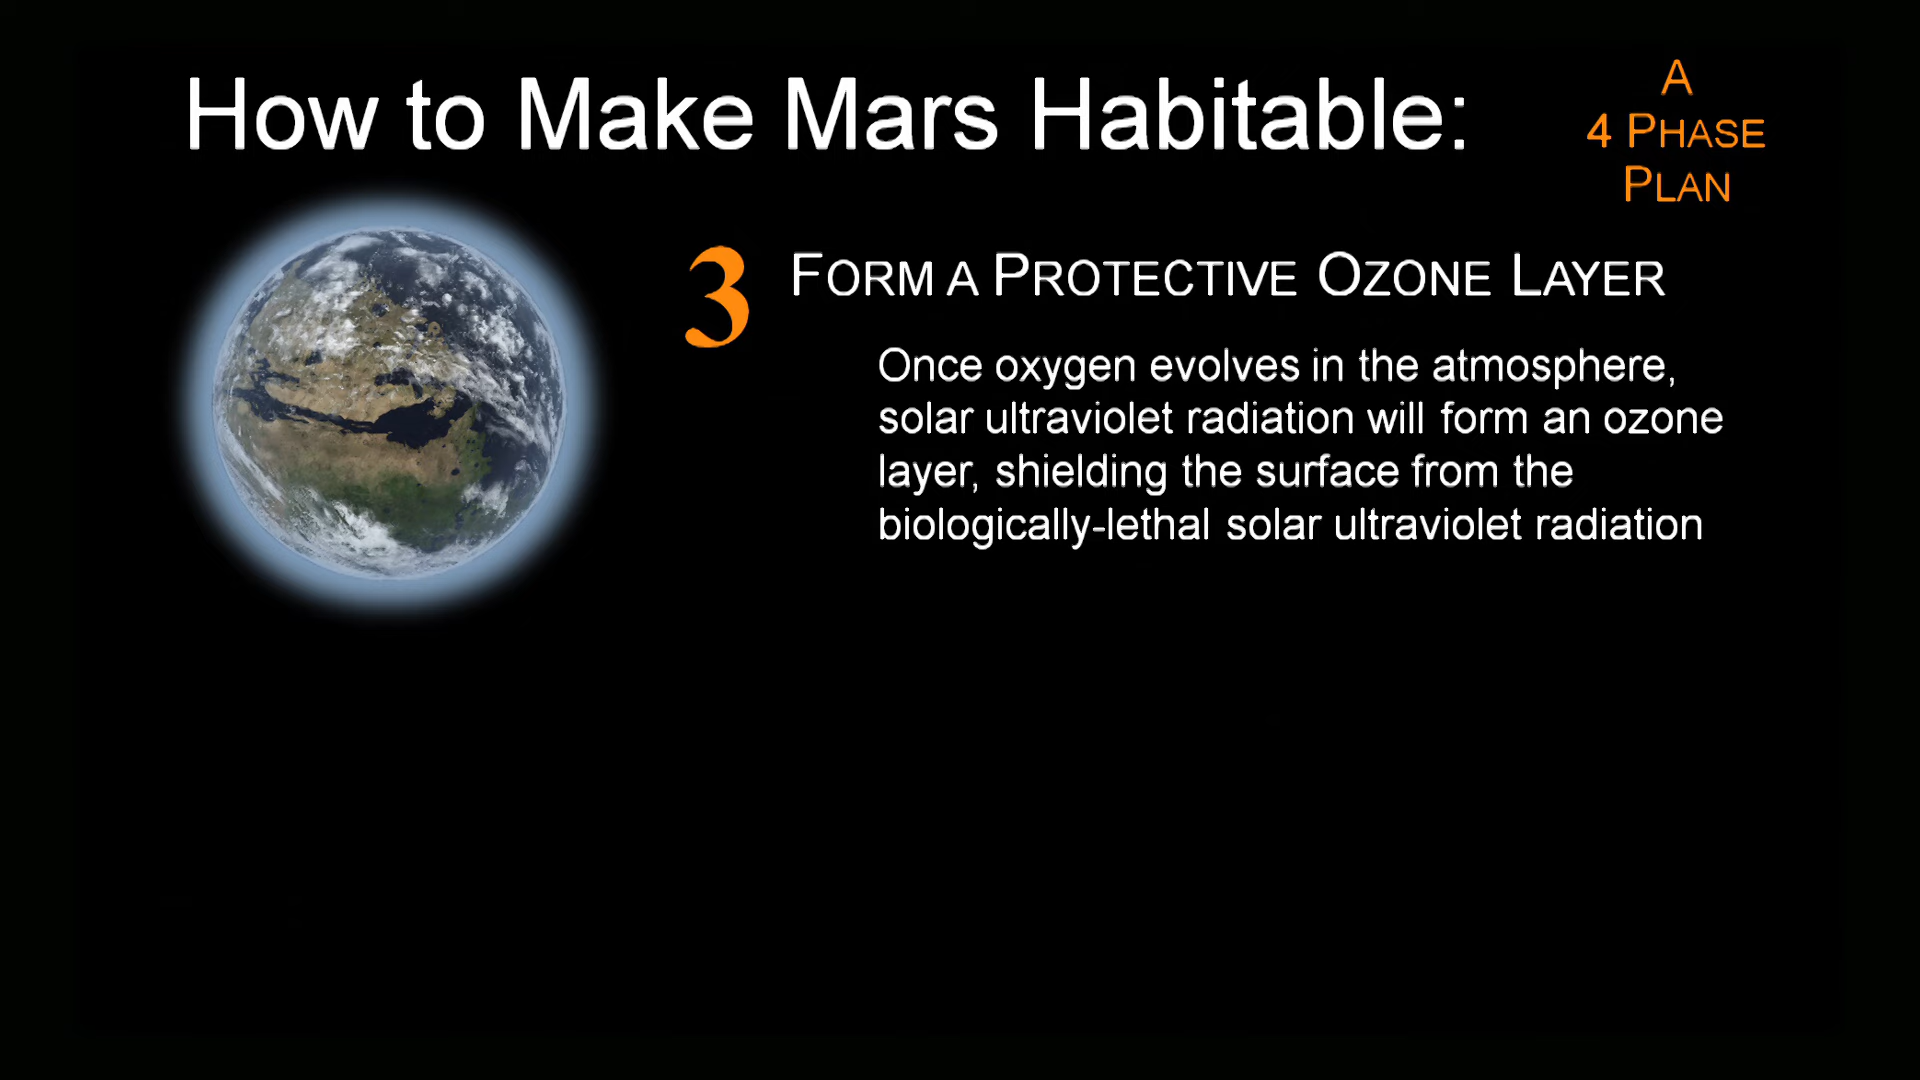 How to Make Mars Habitable:
A
4 PHASE
PLAN
3 FORM A PROTECTIVE OZONE LAYER
Once oxygen evolves in the atmosphere,
solar ultraviolet radiation will form an ozone
layer, shielding the surface from the
biologically-lethal solar ultraviolet radiation